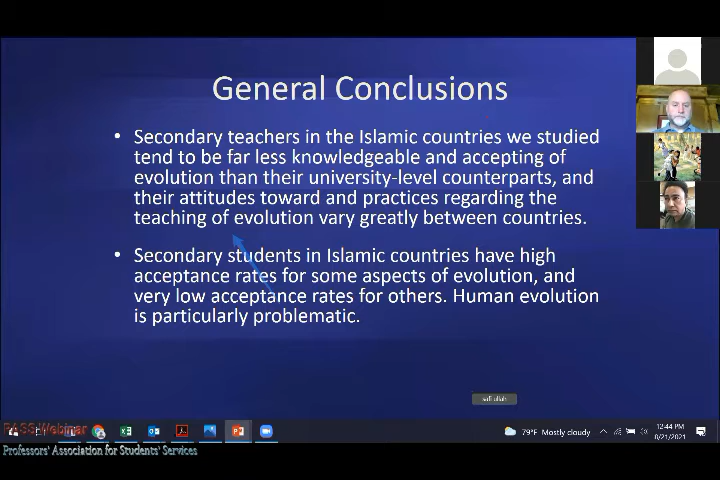 General Conclusions
• Secondary teachers in the Islamic countries we studied
tend to be far less knowledgeable and accepting of
evolution than their university-level counterparts, and
their attitudes toward and practices regarding the
teaching of evolution vary greatly between countries.
• Secondary students in Islamic countries have high
acceptance rates for some aspects of evolution, and
very low acceptance rates for others. Human evolution
is particularly problematic.
safi ullah
PASS Webinar
79°F Mostly cloudy
12:44 PM
8/21/2021
Professors' Association for Students' Services